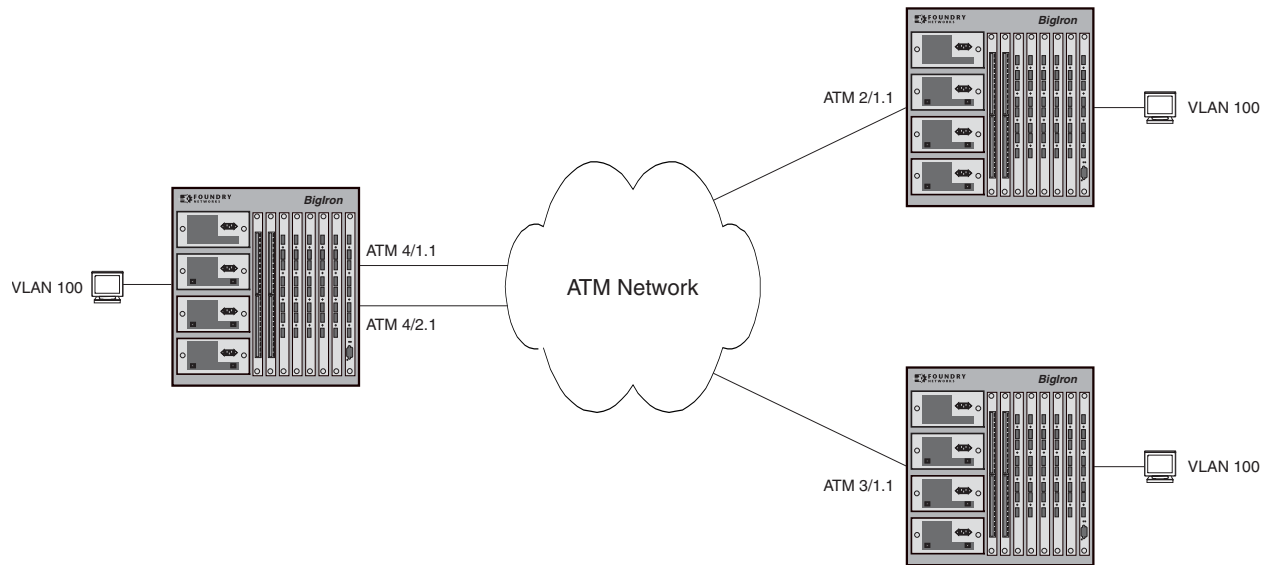 FOUNDRY
NETWORKS
BigIron
ATM 2/1.1
VLAN 100
FOUNDRY
NETWORKS
BigIron
ATM 4/1.1
VLAN 100
ATM Network
ATM 4/2.1
FOUNDRY
NETWORKS
BigIron
VLAN 100
ATM 3/1.1